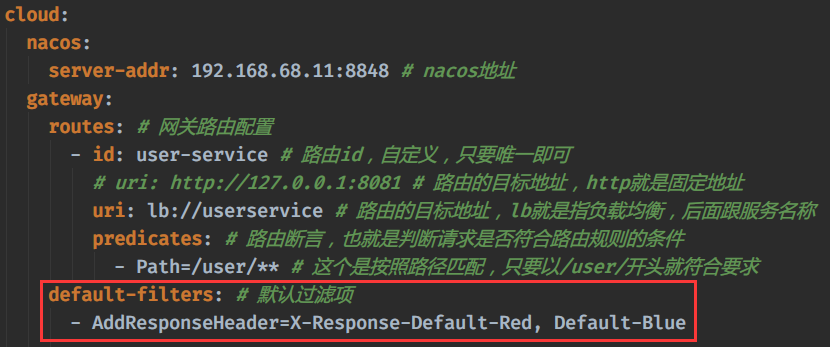 cloud:
nacos:
server-addr: 192.168.68.11:8848 # nacos地址
gateway:
routes: # 网关路由配置
- id: user-service # 路由id，自定义，只要唯一即可
# uri: http://127.0.0.1:8081 # 路由的目标地址，http就是固定地址
uri: lb://userservice # 路由的目标地址，lb就是指负载均衡，后面跟服务名称
predicates: # 路由断言，也就是判断请求是否符合路由规则的条件
- Path=/user/** # 这个是按照路径匹配，只要以/user/开头就符合要求
default-filters: # 默认过滤项
- AddResponseHeader=X-Response-Default-Red, Default-Blue